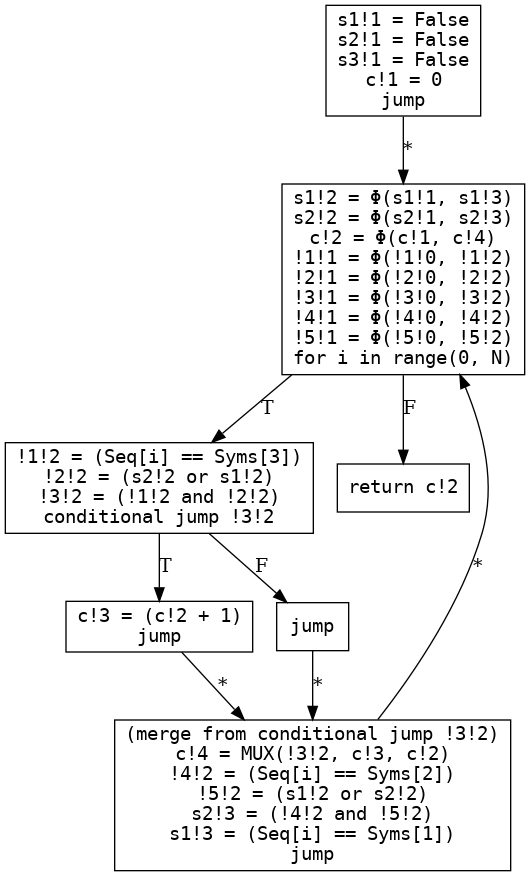 s1!1 = False
s2!1 = False
s3!1 = False
c!1 = 0
jump
*
s1!2 = Φ(s1!1, s1!3)
s2!2 = Φ(s2!1, s2!3)
c!2 = Φ(c!1, c!4)
!1!1 = Φ(!1!0, !1!2)
!2!1 = Φ(!2!0, !2!2)
!3!1 = Φ(!3!0, !3!2)
!4!1 = Φ(!4!0, !4!2)
!5!1 = Φ(!5!0, !5!2)
for i in range(0, N)
T
F
!1!2 = (Seq[i] == Syms[3])
!2!2 = (s2!2 or s1!2)
!3!2 = (!1!2 and !2!2)
conditional jump !3!2
return c!2
T
F
*
c!3 = (c!2 + 1)
jump
jump
*
*
(merge from conditional jump !3!2)
c!4 = MUX(!3!2, c!3, c!2)
!4!2 = (Seq[i] == Syms[2])
!5!2 = (s1!2 or s2!2)
s2!3 = (!4!2 and !5!2)
s1!3 = (Seq[i] == Syms[1])
jump